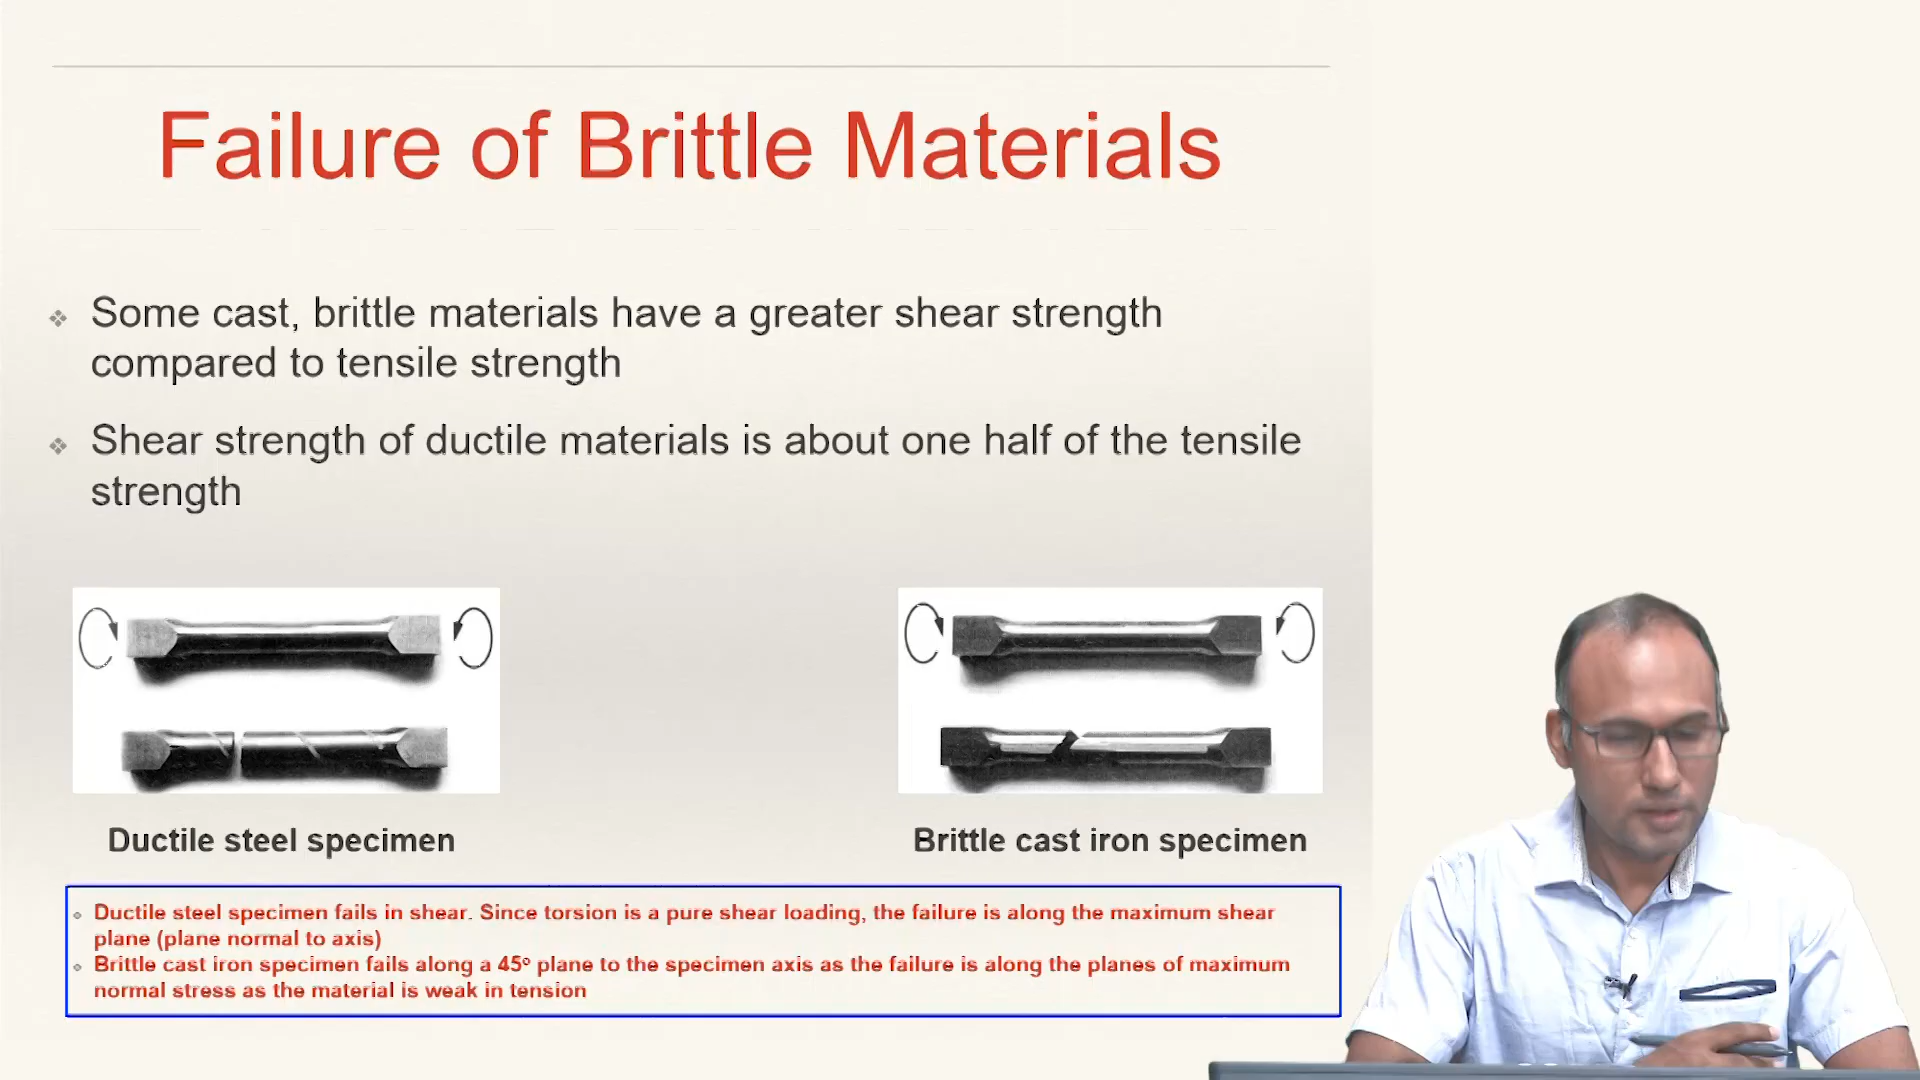 Failure of Brittle Materials
Some cast, brittle materials have a greater shear strength
compared to tensile strength
Shear strength of ductile materials is about one half of the tensile
strength
Ductile steel specimen
Brittle cast iron specimen
Ductile steel specimen fails in shear. Since torsion is a pure shear loading, the failure is along the maximum shear
plane (plane normal to axis)
Brittle cast iron specimen fails along a 45° plane to the specimen axis as the failure is along the planes of maximum
normal stress as the material is weak in tension